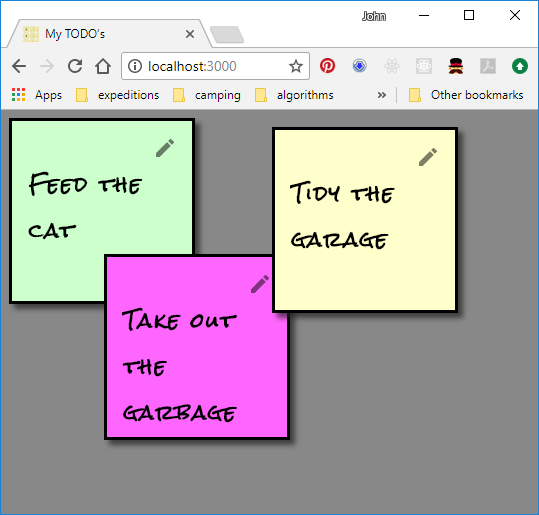 John
My TODO's
localhost:3000
Apps expeditions camping algorithms » Other bookmarks
Feed the
cat
Tidy the
garage
Take out
the
garbage